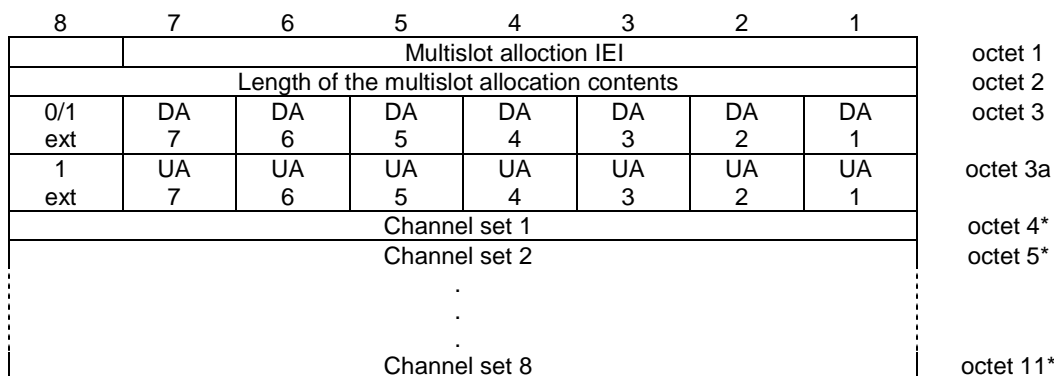 8 7 6 5 4 3 2 1
Multislot alloction IEI octet 1
Length of the multislot allocation contents octet 2
0/1 DA DA DA DA DA DA DA octet 3
ext 7 6 5 4 3 2 1
1 UA UA UA UA UA UA UA octet 3a
ext 7 6 5 4 3 2 1
Channel set 1 octet 4*
Channel set 2 octet 5*
.
.
.
Channel set 8 octet 11*